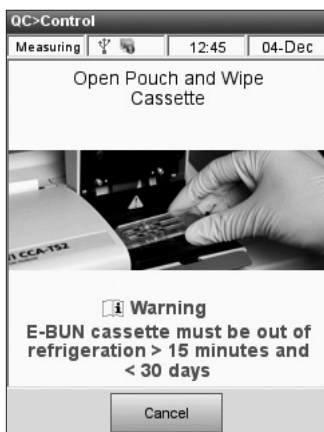 QC>Control
Measuring 12:45 04-Dec
Open Pouch and Wipe
Cassette
CCA-TS2
Warning
E-BUN cassette must be out of
refrigeration > 15 minutes and
< 30 days
Cancel